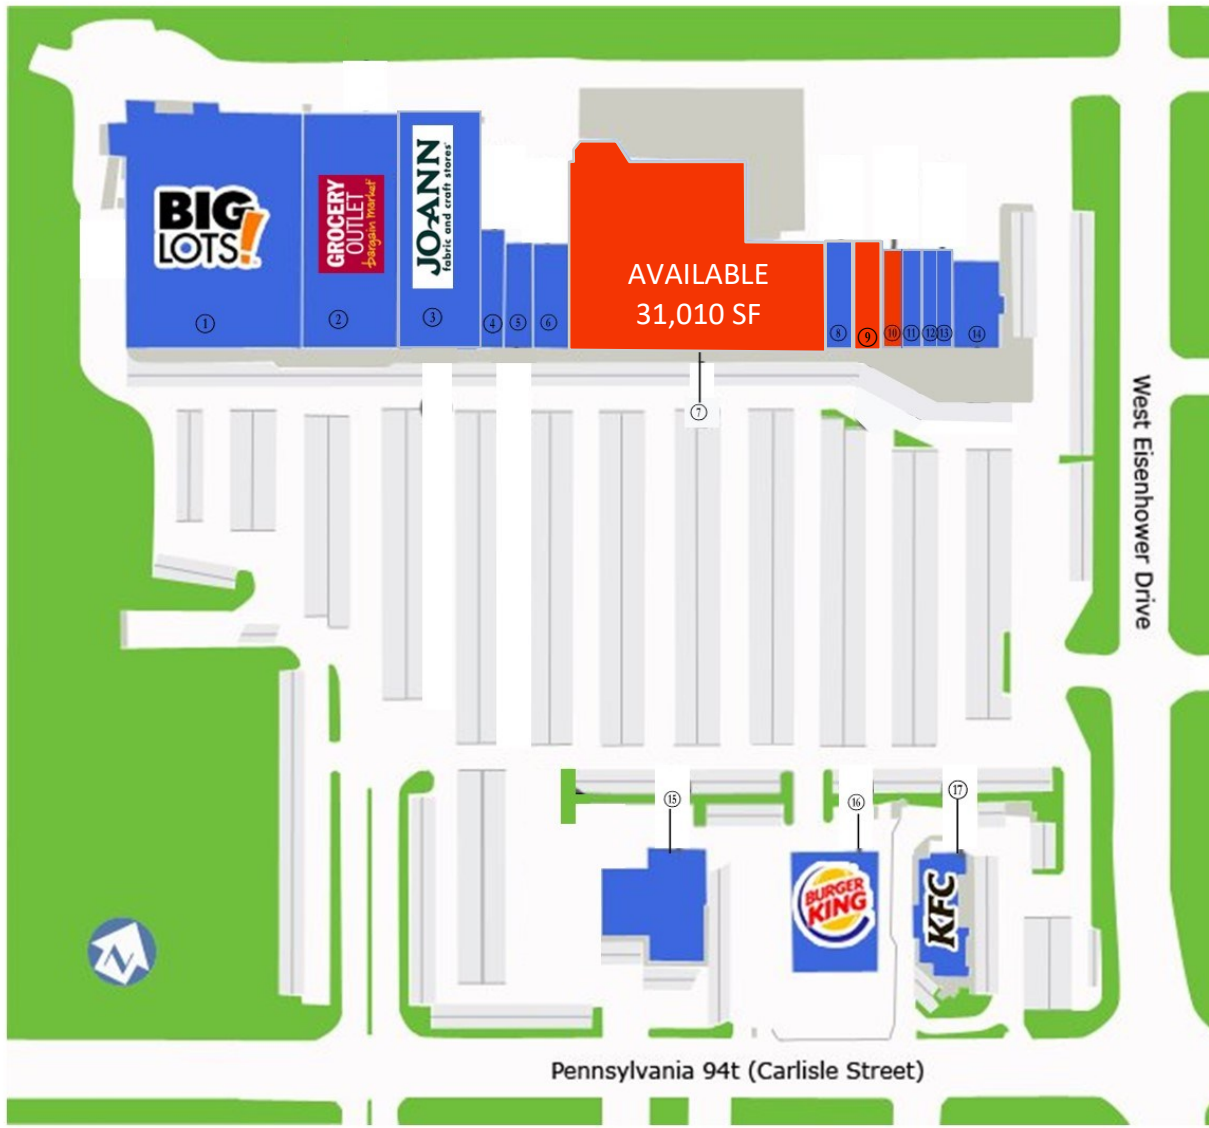 BIG
LOTS!
GROCERY
OUTLET
bargain market
JO-ANN
fabric and craft stores
AVAILABLE
31,010 SF
1
2
3
4
5
6
7
8
9
10
11
12
13
14
West Eisenhower Drive
15
16
17
BURGER
KING
KFC
N
Pennsylvania 94t (Carlisle Street)